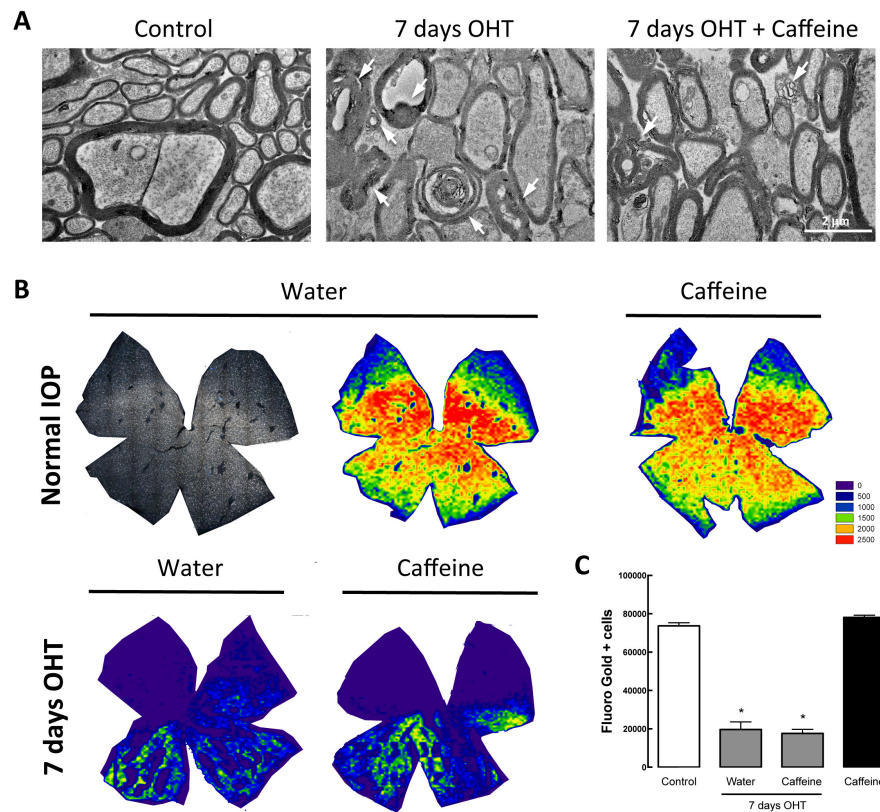 A
Control
7 days OHT
7 days OHT + Caffeine
2 µm
B
Water
Caffeine
Normal IOP
0
500
1000
1500
2000
2500
Water
Caffeine
7 days OHT
C
Fluoro Gold + cells
100000
80000
60000
40000
20000
0
*
*
Control
Water
Caffeine
Caffeine
7 days OHT